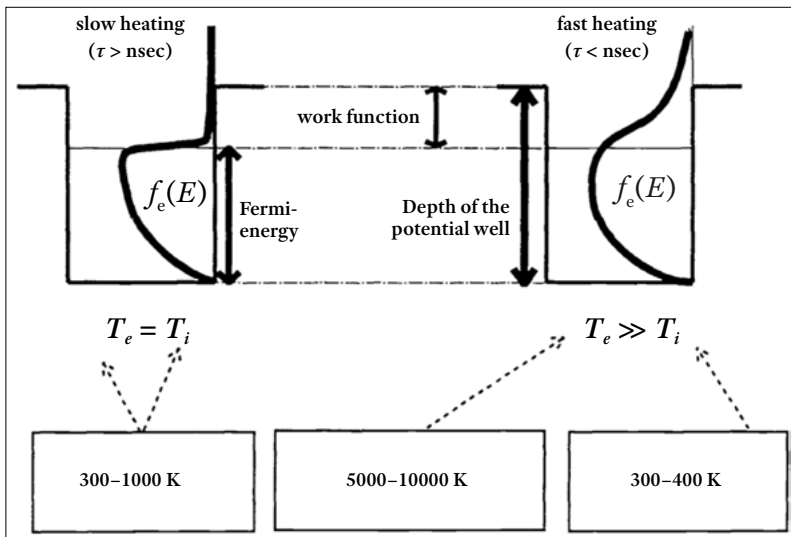 slow heating
(τ > nsec)
fast heating
(τ < nsec)
work function
fₑ(E)
Fermi-
energy
Depth of the
potential well
fₑ(E)
Tₑ = Tᵢ
Tₑ ≫ Tᵢ
300–1000 K
5000–10000 K
300–400 K